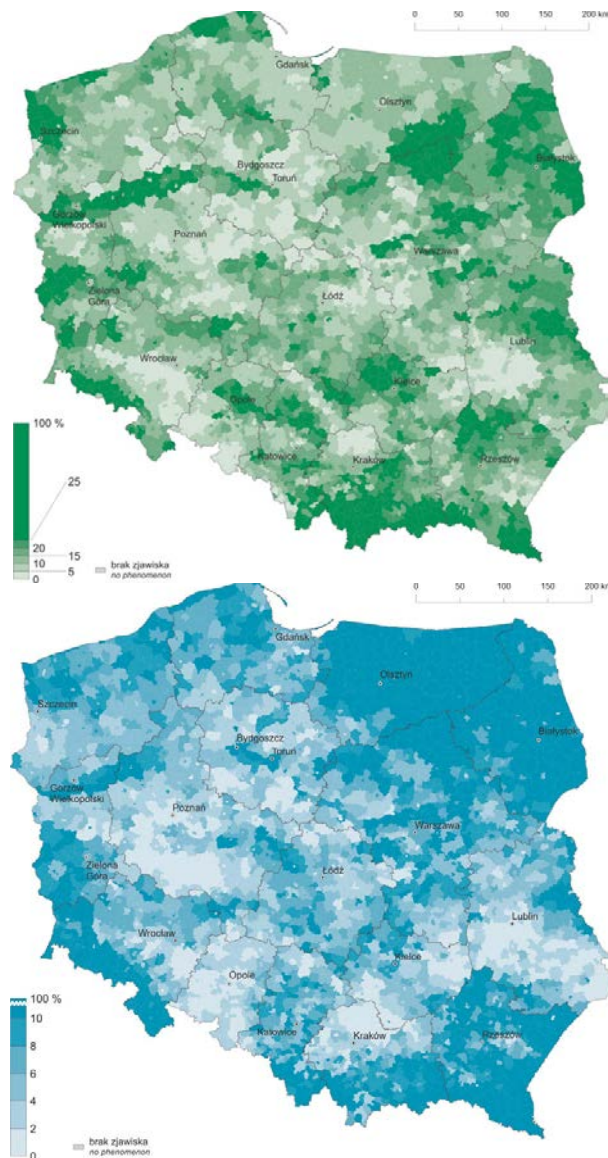 0 50 100 150 200 km
Gdańsk
Olsztyn
Szczecin
Bydgoszcz
Toruń
Białystok
Gorzów
Wielkopolski
Poznań
Warszawa
Zielona
Góra
Łódź
Wrocław
Lublin
Opole
Kielce
Katowice
Kraków
Rzeszów
100 %
25
20
15
10
5
0
brak zjawiska
no phenomenon
0 50 100 150 200 km
Gdańsk
Olsztyn
Szczecin
Bydgoszcz
Toruń
Białystok
Gorzów
Wielkopolski
Poznań
Warszawa
Zielona
Góra
Łódź
Wrocław
Lublin
Opole
Kielce
Katowice
Kraków
Rzeszów
100 %
10
8
6
4
2
0
brak zjawiska
no phenomenon